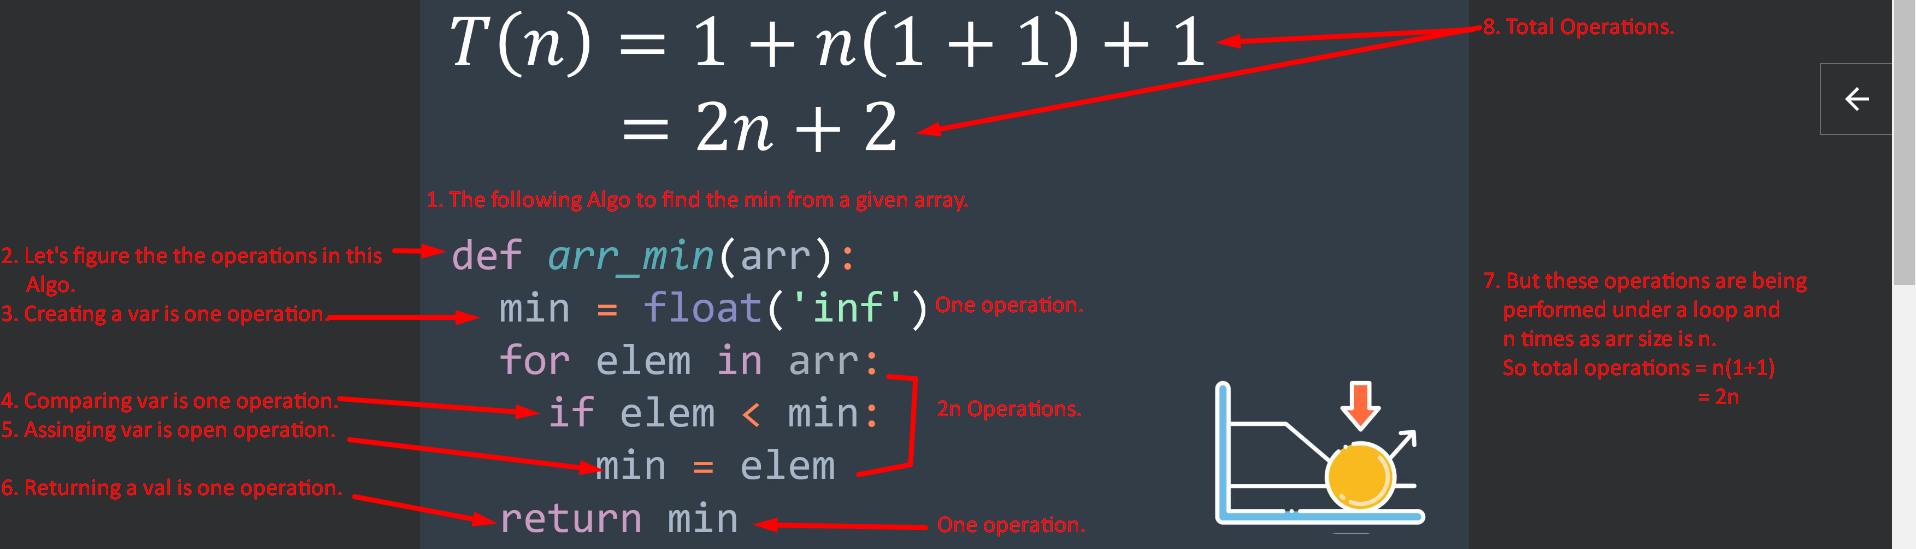 T(n) = 1 + n(1 + 1) + 1
= 2n + 2
8. Total Operations.
1. The following Algo to find the min from a given array.
2. Let's figure the the operations in this
Algo.
def arr_min(arr):
3. Creating a var is one operation.
min = float('inf')
One operation.
for elem in arr:
4. Comparing var is one operation.
if elem < min:
2n Operations.
5. Assinging var is open operation.
min = elem
6. Returning a val is one operation.
return min
One operation.
7. But these operations are being
performed under a loop and
n times as arr size is n.
So total operations = n(1+1)
= 2n